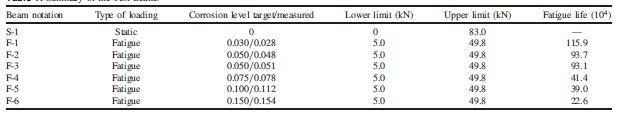 Beam notation Type of loading Corrosion level target/measured Lower limit (kN) Upper limit (kN) Fatigue life (10⁴)
S-1 Static 0 0 83.0 —
F-1 Fatigue 0.030/0.028 5.0 49.8 115.9
F-2 Fatigue 0.050/0.048 5.0 49.8 93.7
F-3 Fatigue 0.050/0.051 5.0 49.8 93.1
F-4 Fatigue 0.075/0.078 5.0 49.8 41.4
F-5 Fatigue 0.100/0.112 5.0 49.8 39.0
F-6 Fatigue 0.150/0.154 5.0 49.8 22.6